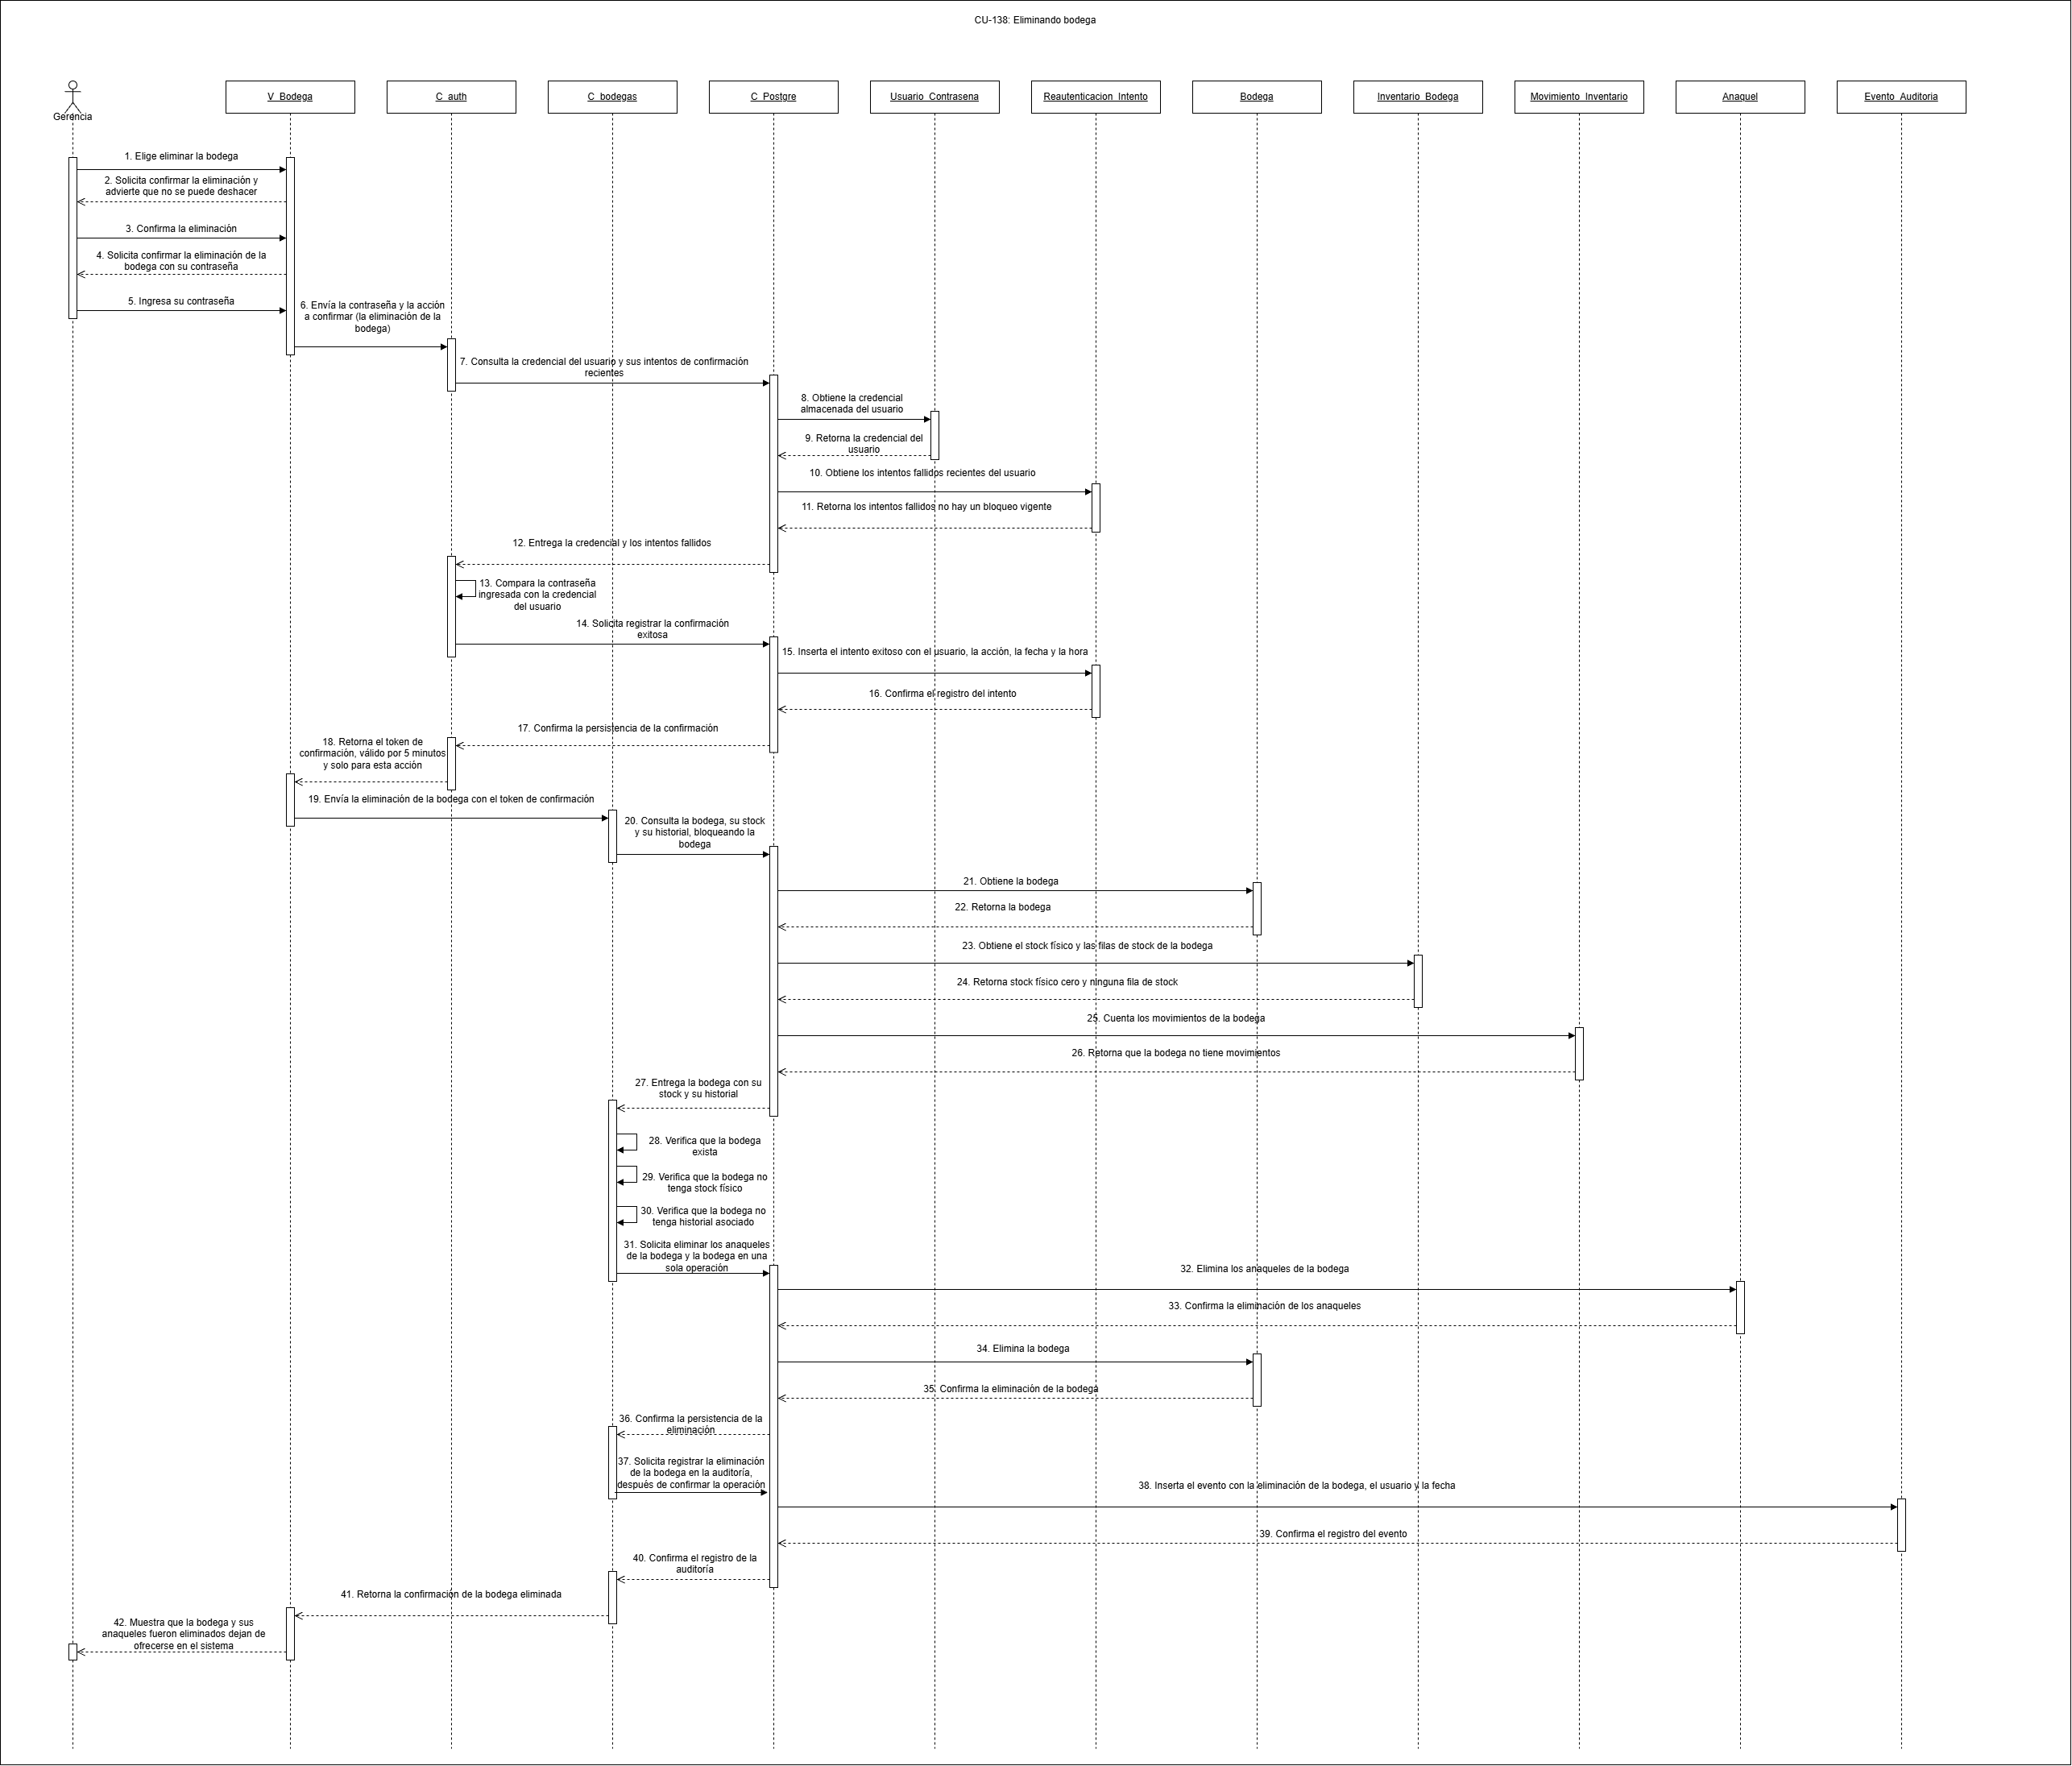 CU-138: Eliminando bodega
Gerencia
V_Bodega
C_auth
C_bodegas
C_Postgre
Usuario_Contrasena
Reautenticacion_Intento
Bodega
Inventario_Bodega
Movimiento_Inventario
Anaquel
Evento_Auditoria
1. Elige eliminar la bodega
2. Solicita confirmar la eliminación y
advierte que no se puede deshacer
3. Confirma la eliminación
4. Solicita confirmar la eliminación de la
bodega con su contraseña
5. Ingresa su contraseña
6. Envía la contraseña y la acción
a confirmar (la eliminación de la
bodega)
7. Consulta la credencial del usuario y sus intentos de confirmación
recientes
8. Obtiene la credencial
almacenada del usuario
9. Retorna la credencial del
usuario
10. Obtiene los intentos fallidos recientes del usuario
11. Retorna los intentos fallidos no hay un bloqueo vigente
12. Entrega la credencial y los intentos fallidos
13. Compara la contraseña
ingresada con la credencial
del usuario
14. Solicita registrar la confirmación
exitosa
15. Inserta el intento exitoso con el usuario, la acción, la fecha y la hora
16. Confirma el registro del intento
17. Confirma la persistencia de la confirmación
18. Retorna el token de
confirmación, válido por 5 minutos
y solo para esta acción
19. Envía la eliminación de la bodega con el token de confirmación
20. Consulta la bodega, su stock
y su historial, bloqueando la
bodega
21. Obtiene la bodega
22. Retorna la bodega
23. Obtiene el stock físico y las filas de stock de la bodega
24. Retorna stock físico cero y ninguna fila de stock
25. Cuenta los movimientos de la bodega
26. Retorna que la bodega no tiene movimientos
27. Entrega la bodega con su
stock y su historial
28. Verifica que la bodega
exista
29. Verifica que la bodega no
tenga stock físico
30. Verifica que la bodega no
tenga historial asociado
31. Solicita eliminar los anaqueles
de la bodega y la bodega en una
sola operación
32. Elimina los anaqueles de la bodega
33. Confirma la eliminación de los anaqueles
34. Elimina la bodega
35. Confirma la eliminación de la bodega
36. Confirma la persistencia de la
eliminación
37. Solicita registrar la eliminación
de la bodega en la auditoría,
después de confirmar la operación
38. Inserta el evento con la eliminación de la bodega, el usuario y la fecha
39. Confirma el registro del evento
40. Confirma el registro de la
auditoría
41. Retorna la confirmación de la bodega eliminada
42. Muestra que la bodega y sus
anaqueles fueron eliminados dejan de
ofrecerse en el sistema